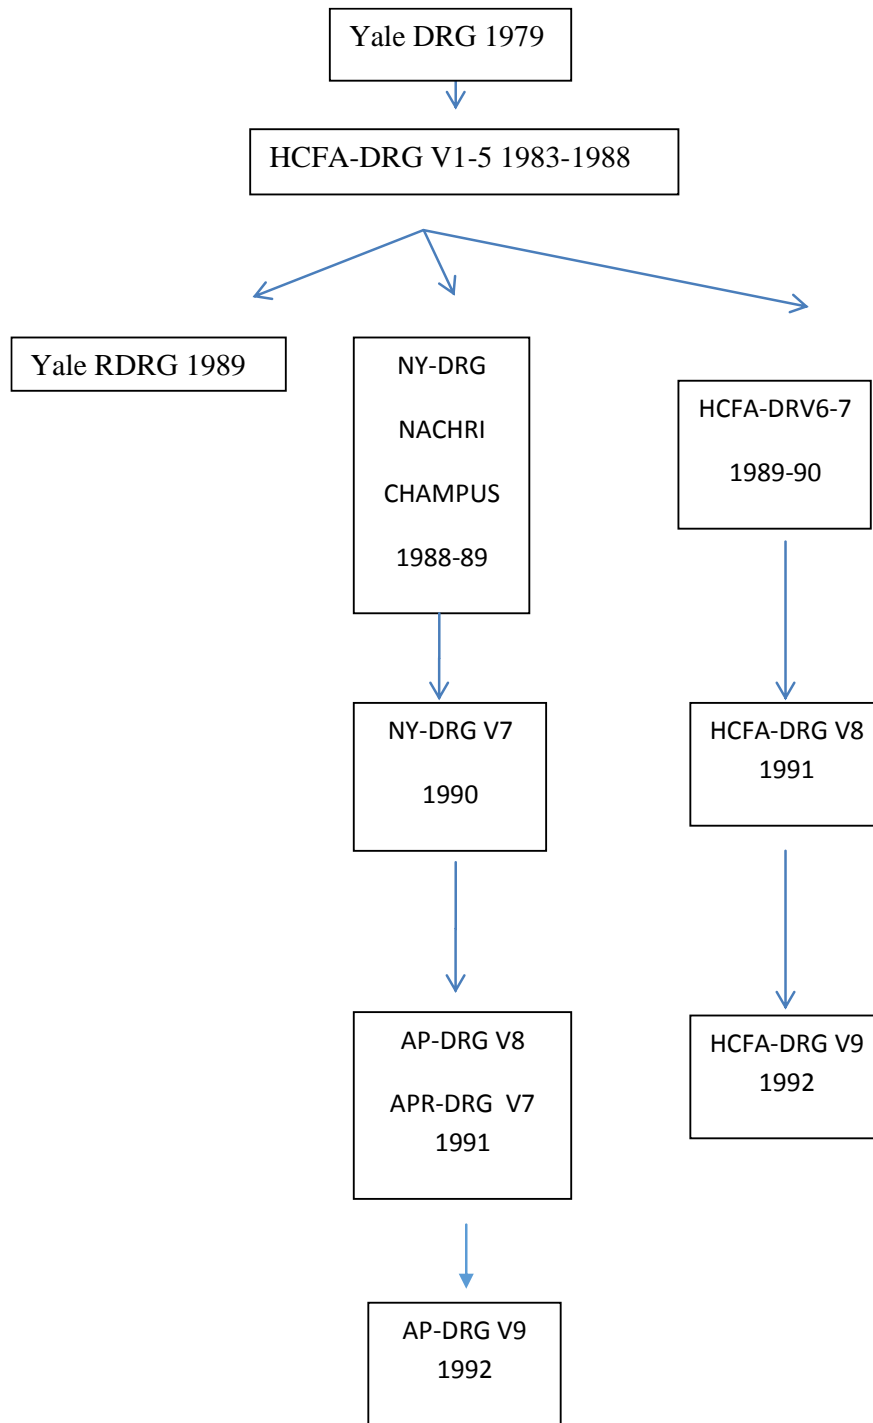 Yale DRG 1979
HCFA-DRG V1-5 1983-1988
Yale RDRG 1989
NY-DRG
NACHRI
CHAMPUS
1988-89
HCFA-DRV6-7
1989-90
NY-DRG V7
1990
HCFA-DRG V8
1991
AP-DRG V8
APR-DRG V7
1991
HCFA-DRG V9
1992
AP-DRG V9
1992